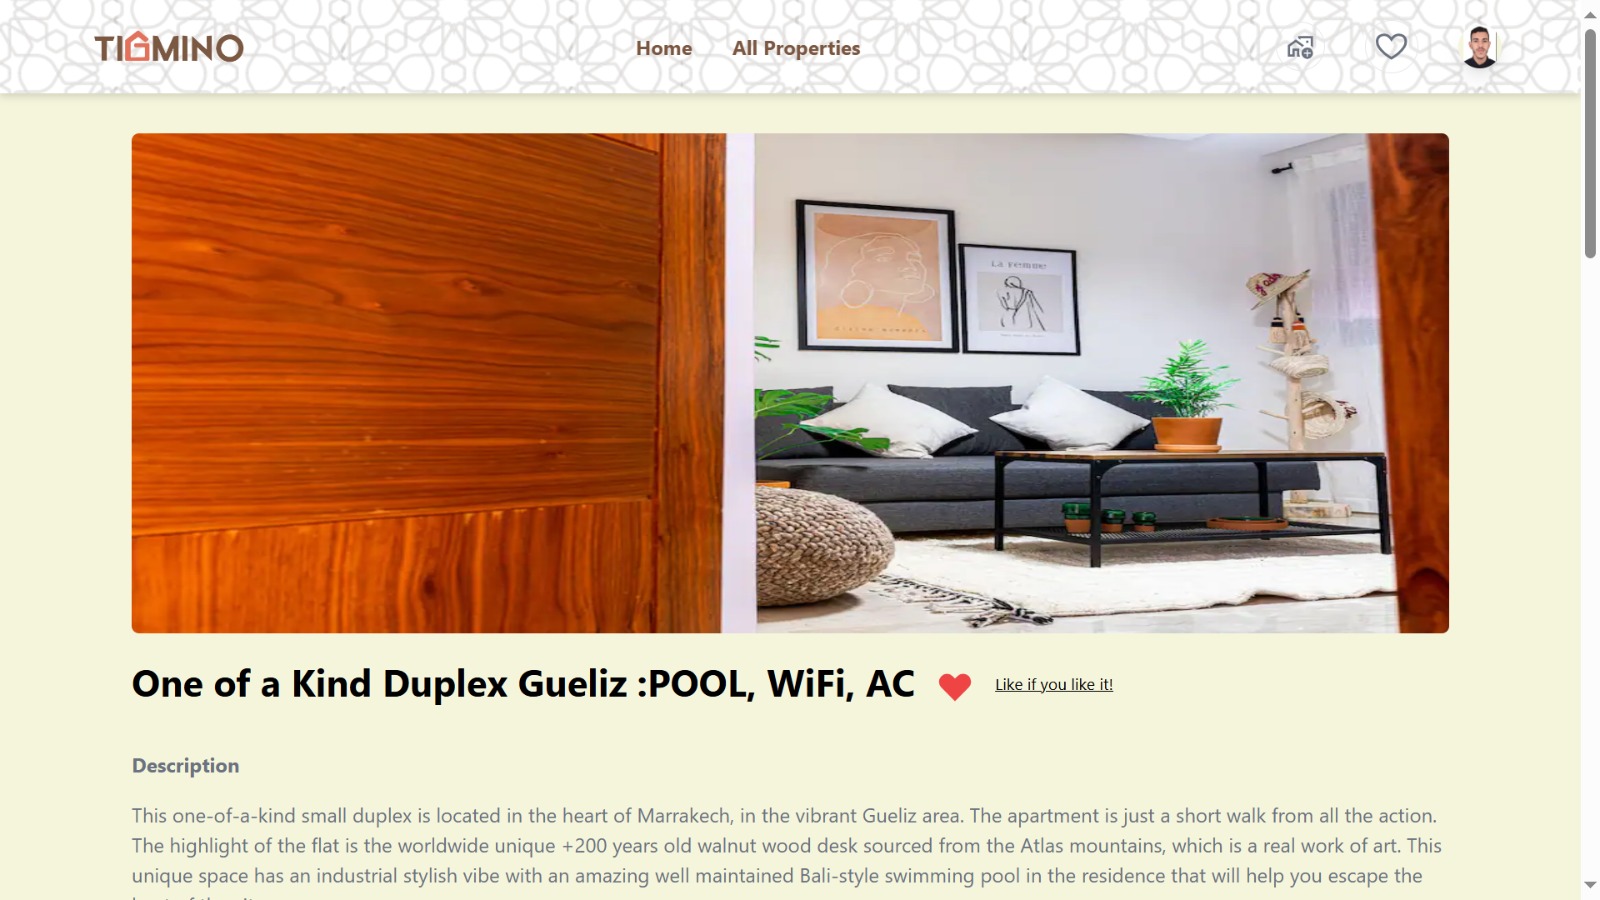 TIGMINO
Home
All Properties
La Femme
One of a Kind Duplex Gueliz :POOL, WiFi, AC
Like if you like it!
Description
This one-of-a-kind small duplex is located in the heart of Marrakech, in the vibrant Gueliz area. The apartment is just a short walk from all the action.
The highlight of the flat is the worldwide unique +200 years old walnut wood desk sourced from the Atlas mountains, which is a real work of art. This
unique space has an industrial stylish vibe with an amazing well maintained Bali-style swimming pool in the residence that will help you escape the